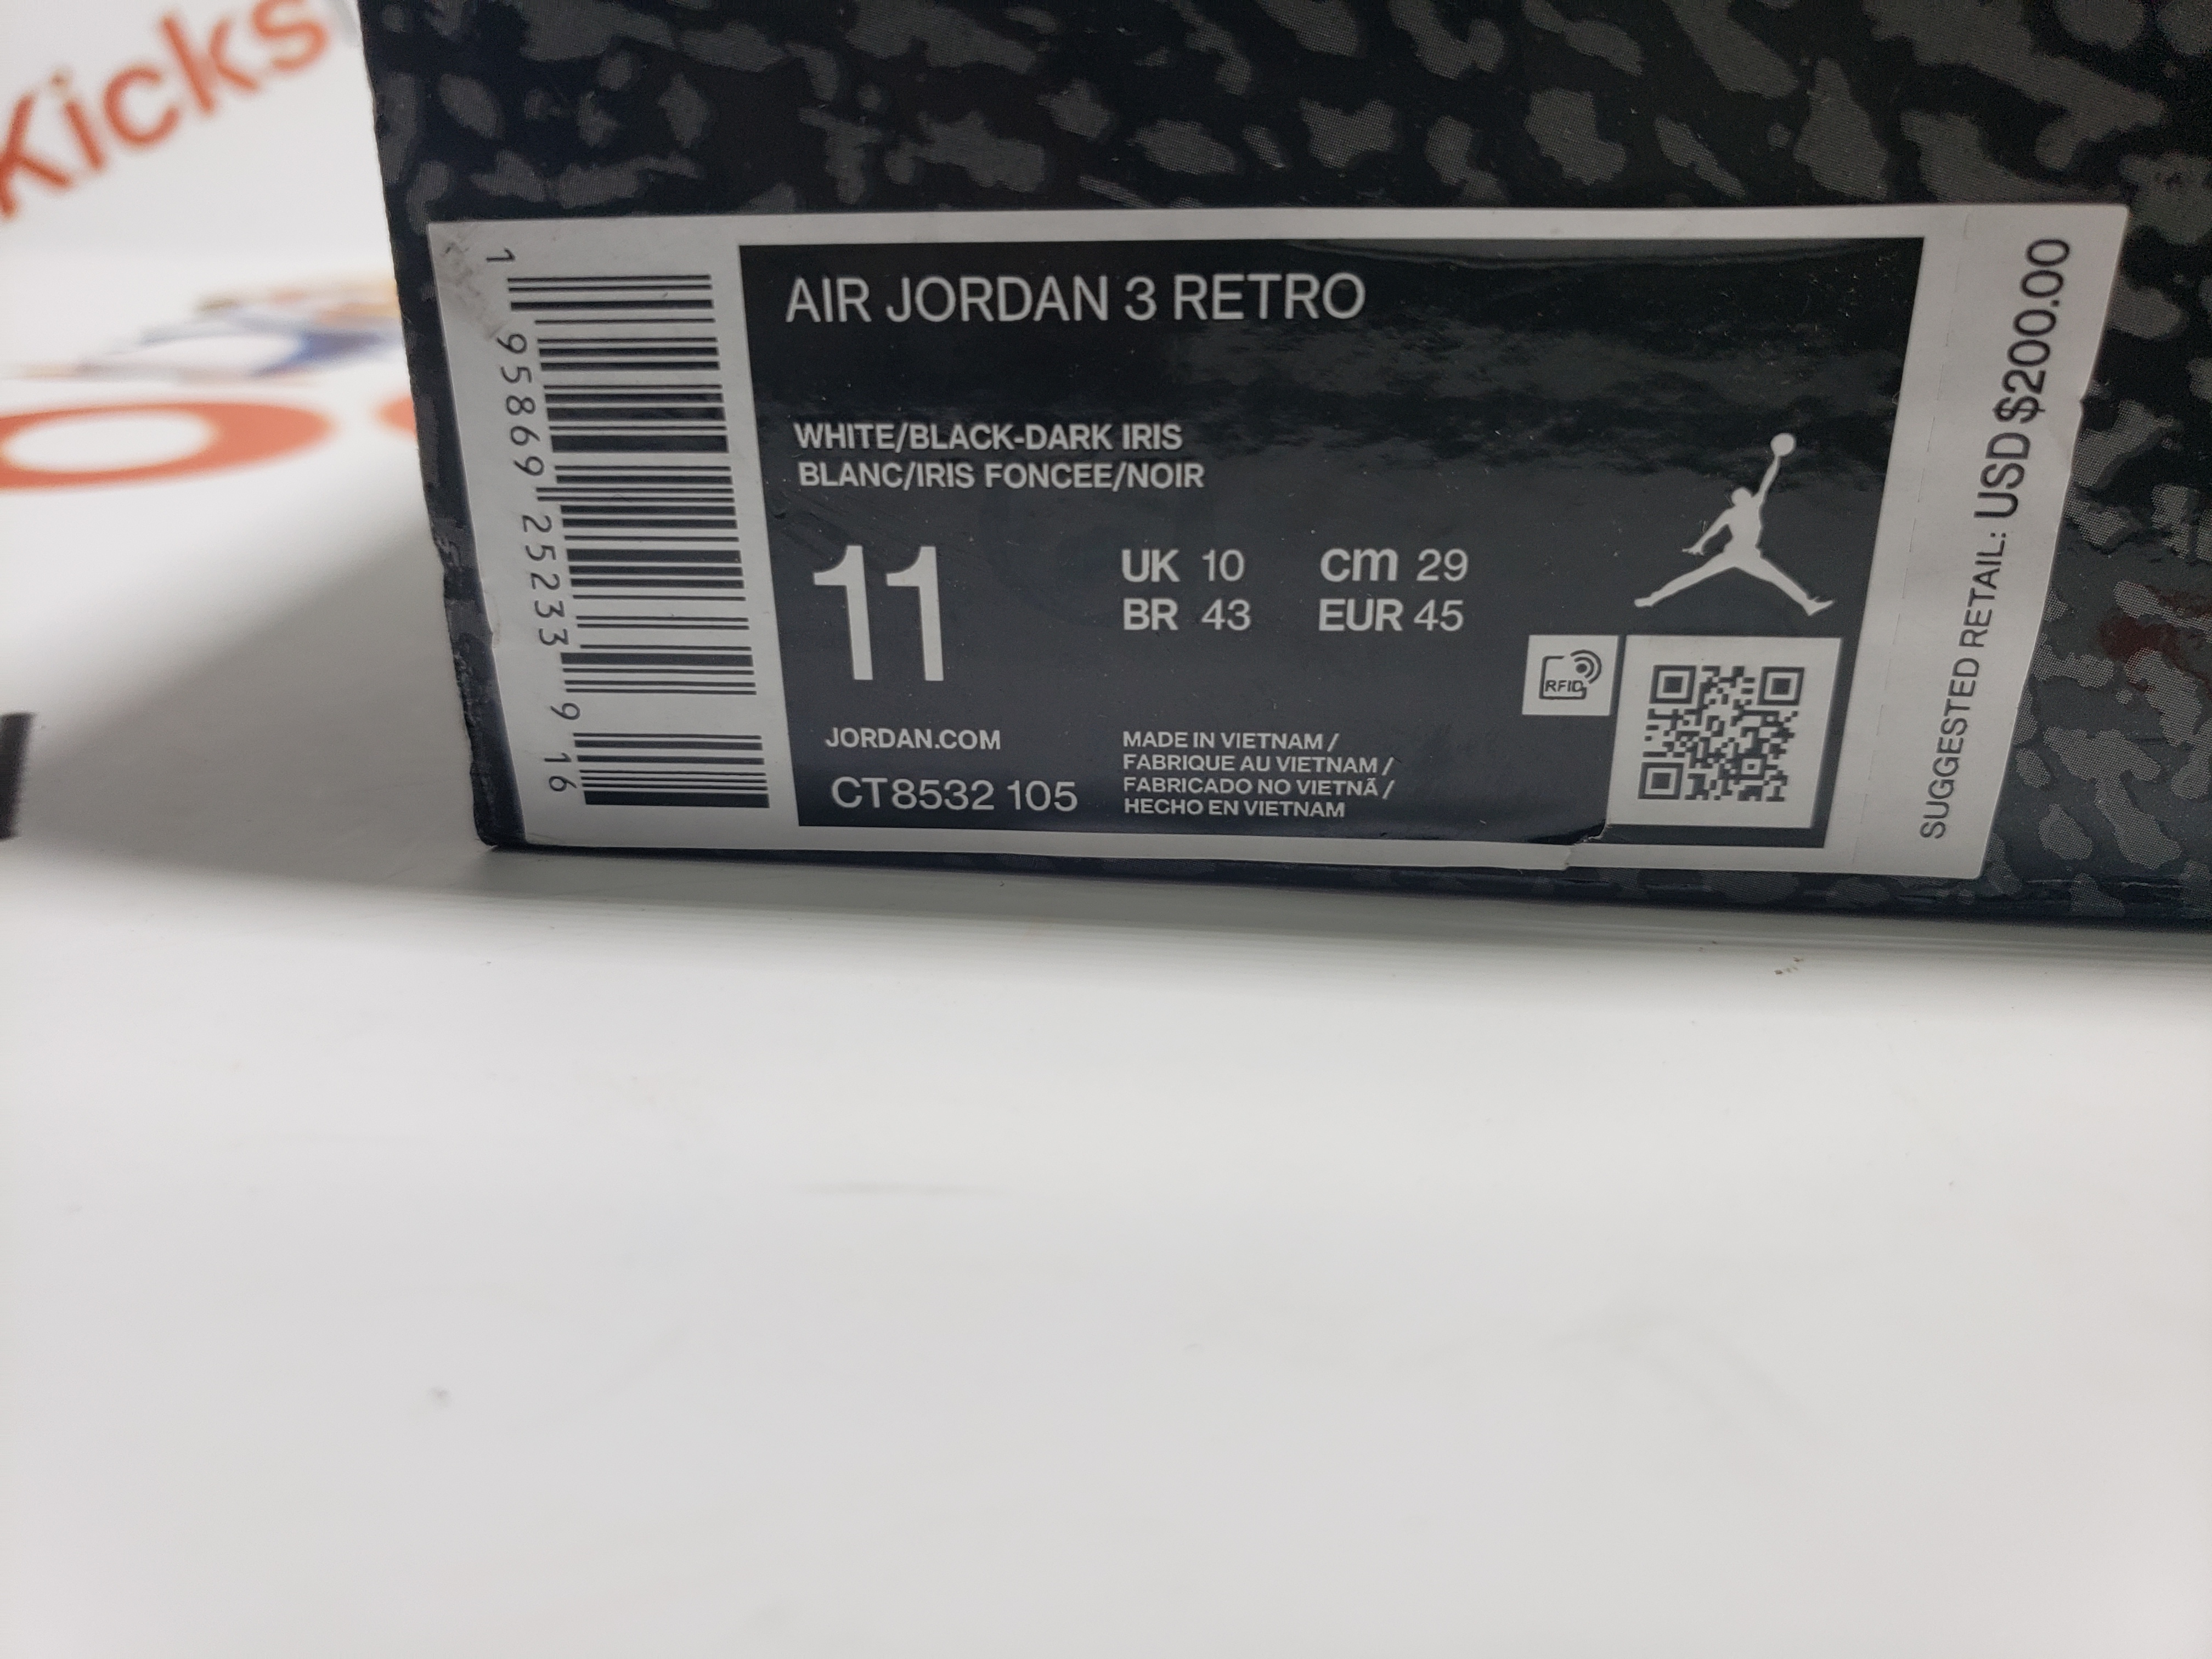 Kicks
1 95869 25233 9 16
AIR JORDAN 3 RETRO
WHITE/BLACK-DARK IRIS
BLANC/IRIS FONCEE/NOIR
11
UK 10 cm 29
BR 43 EUR 45
RFID
JORDAN.COM
CT8532 105
MADE IN VIETNAM /
FABRIQUE AU VIETNAM /
FABRICADO NO VIETNÃ /
HECHO EN VIETNAM
SUGGESTED RETAIL: USD$200.00